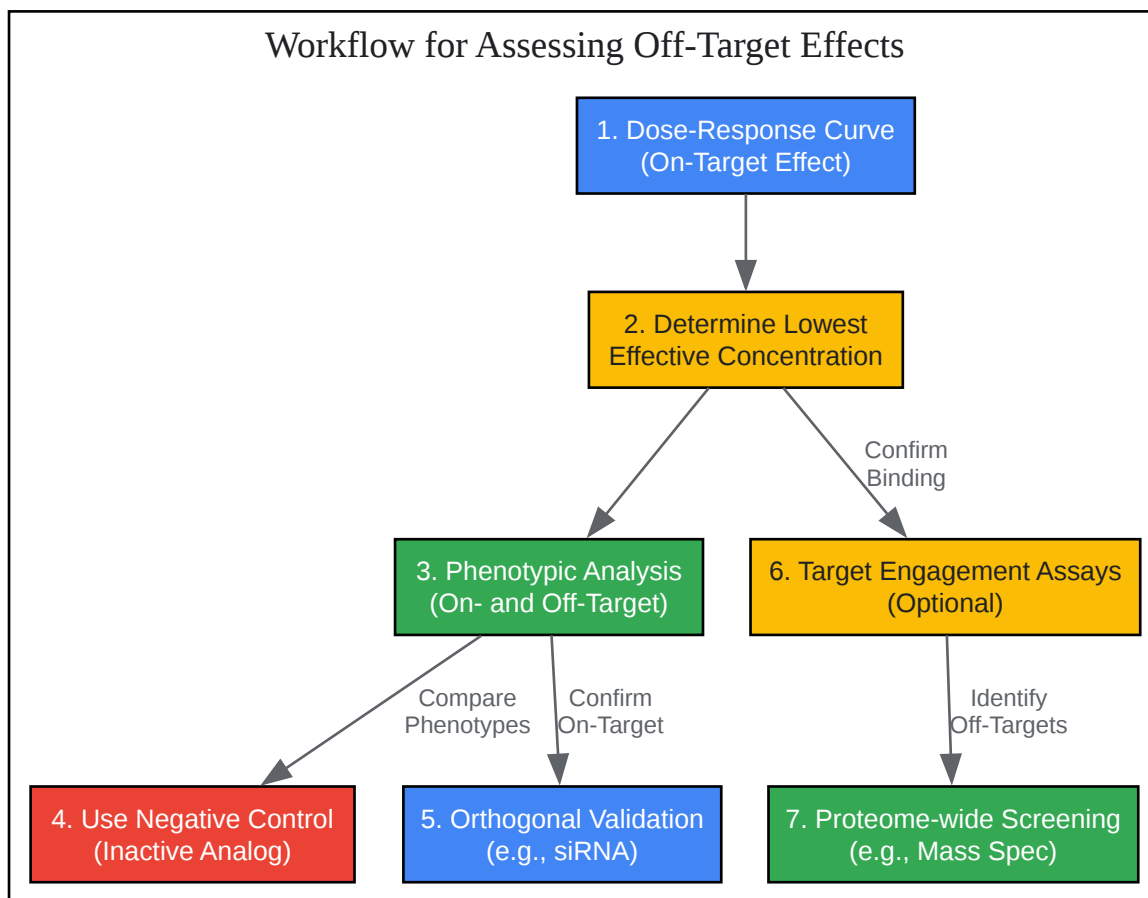 Workflow for Assessing Off-Target Effects
1. Dose-Response Curve
(On-Target Effect)
2. Determine Lowest
Effective Concentration
Confirm
Binding
3. Phenotypic Analysis
(On- and Off-Target)
6. Target Engagement Assays
(Optional)
Compare
Phenotypes
Confirm
On-Target
Identify
Off-Targets
4. Use Negative Control
(Inactive Analog)
5. Orthogonal Validation
(e.g., siRNA)
7. Proteome-wide Screening
(e.g., Mass Spec)